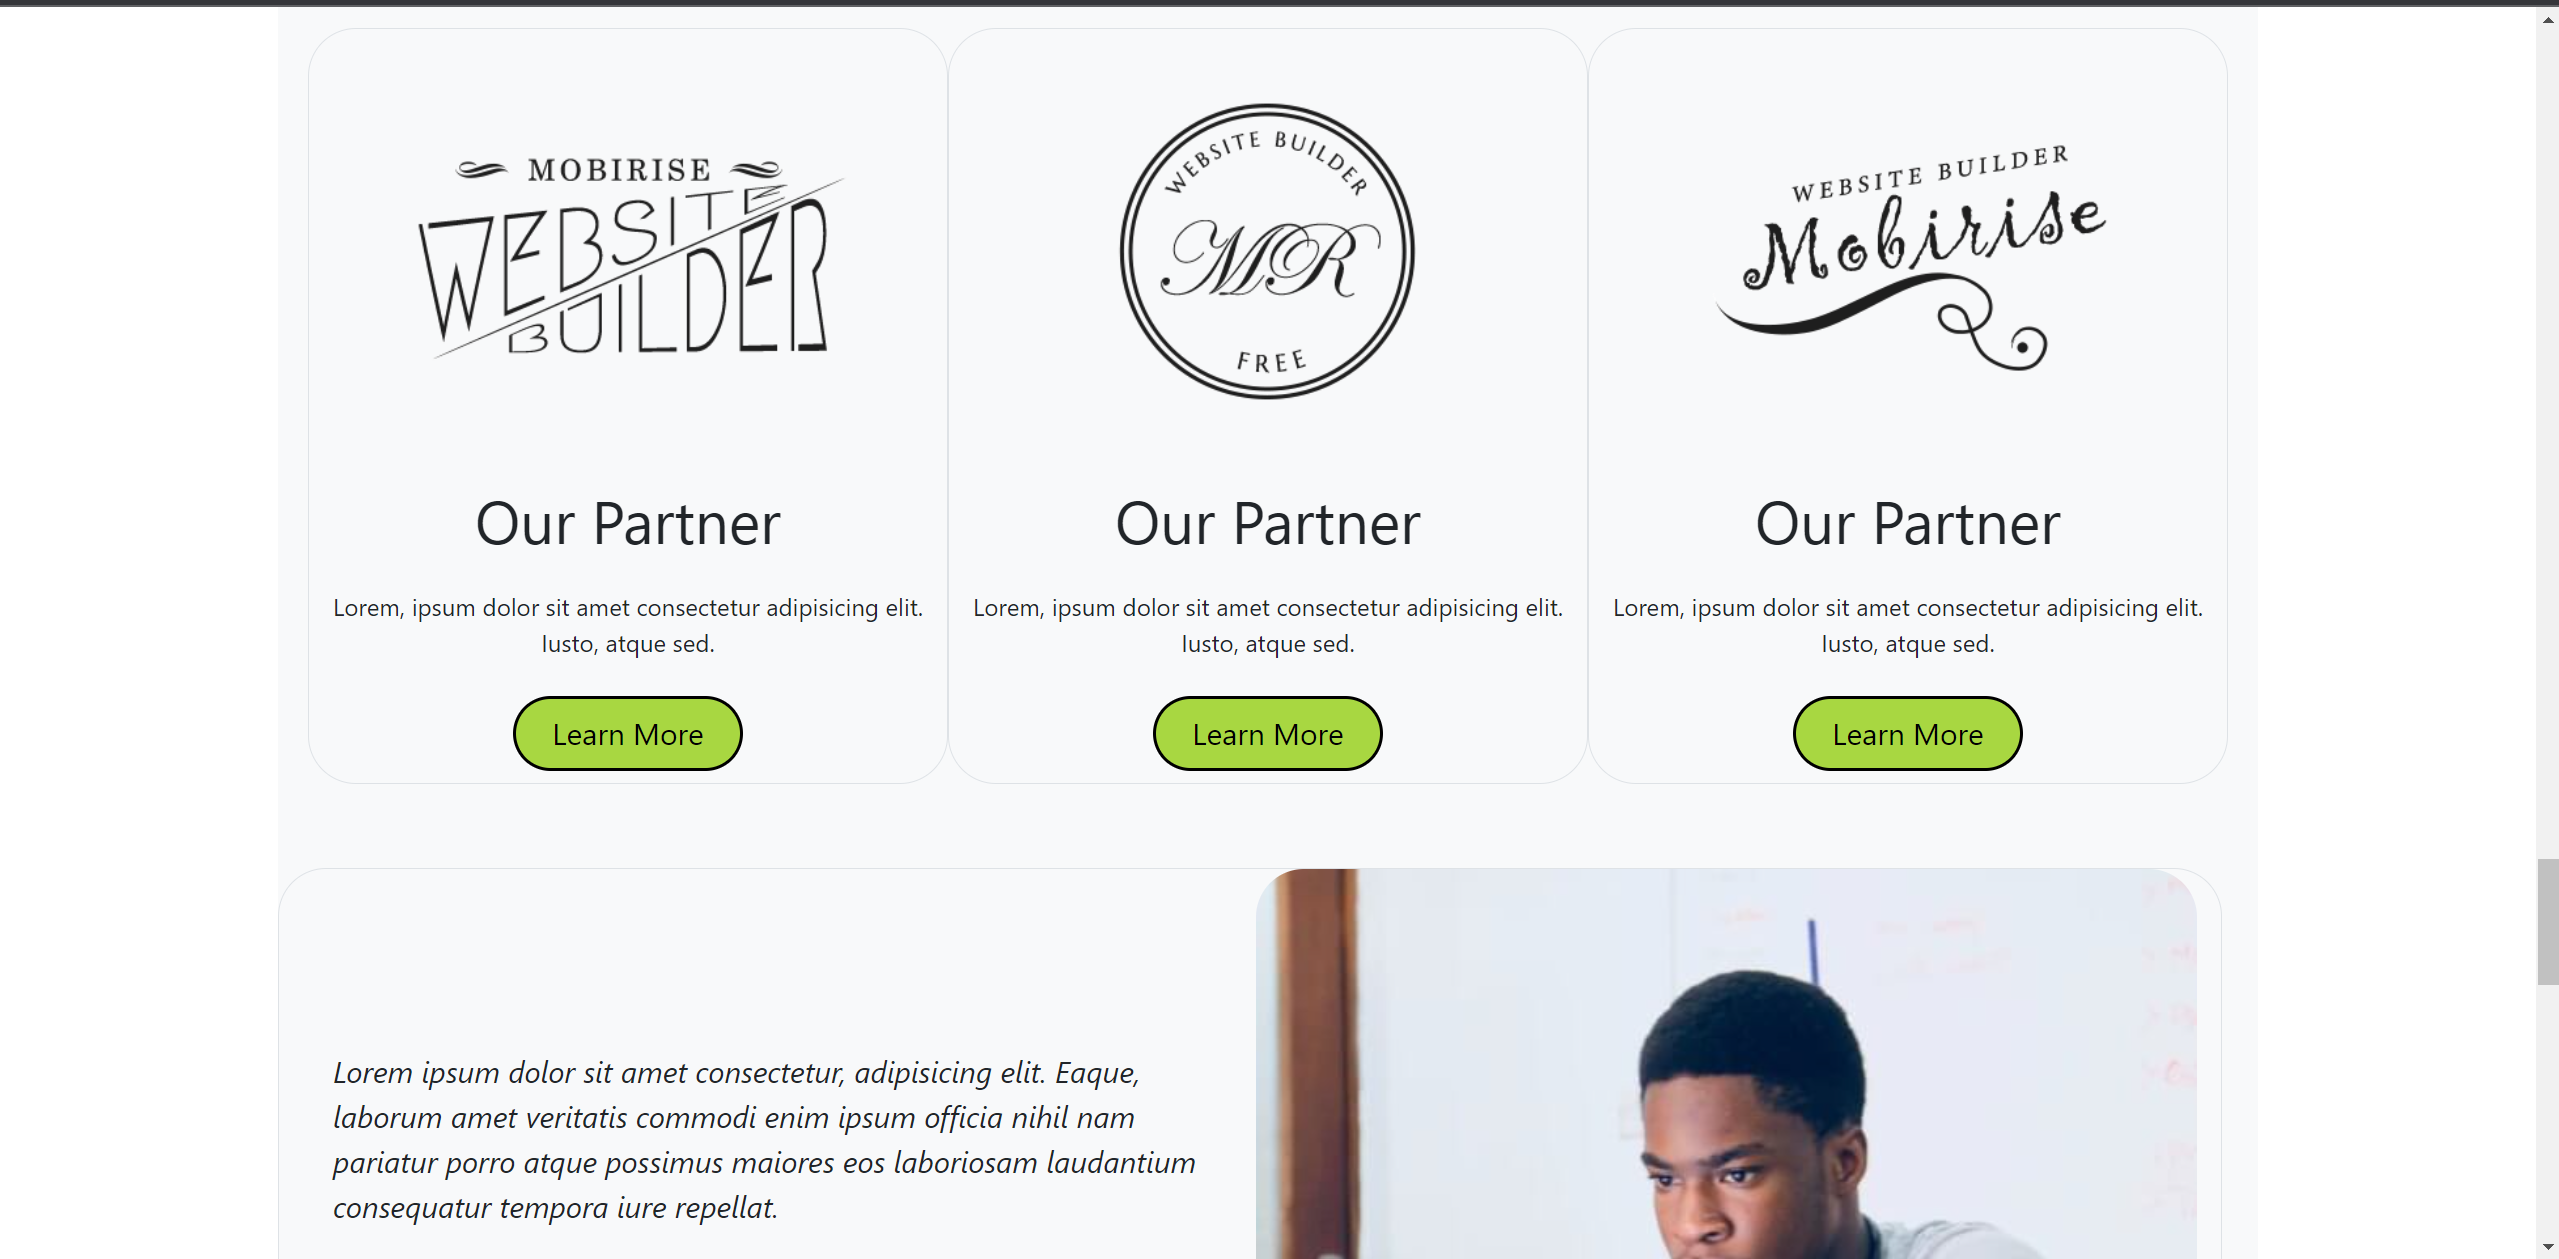 MOBIRISE
WEBSITE
BUILDER
WEBSITE BUILDER
MR
FREE
WEBSITE BUILDER
Mobirise
Our Partner
Lorem, ipsum dolor sit amet consectetur adipisicing elit.
Iusto, atque sed.
Learn More
Our Partner
Lorem, ipsum dolor sit amet consectetur adipisicing elit.
Iusto, atque sed.
Learn More
Our Partner
Lorem, ipsum dolor sit amet consectetur adipisicing elit.
Iusto, atque sed.
Learn More
Lorem ipsum dolor sit amet consectetur, adipisicing elit. Eaque,
laborum amet veritatis commodi enim ipsum officia nihil nam
pariatur porro atque possimus maiores eos laboriosam laudantium
consequatur tempora iure repellat.